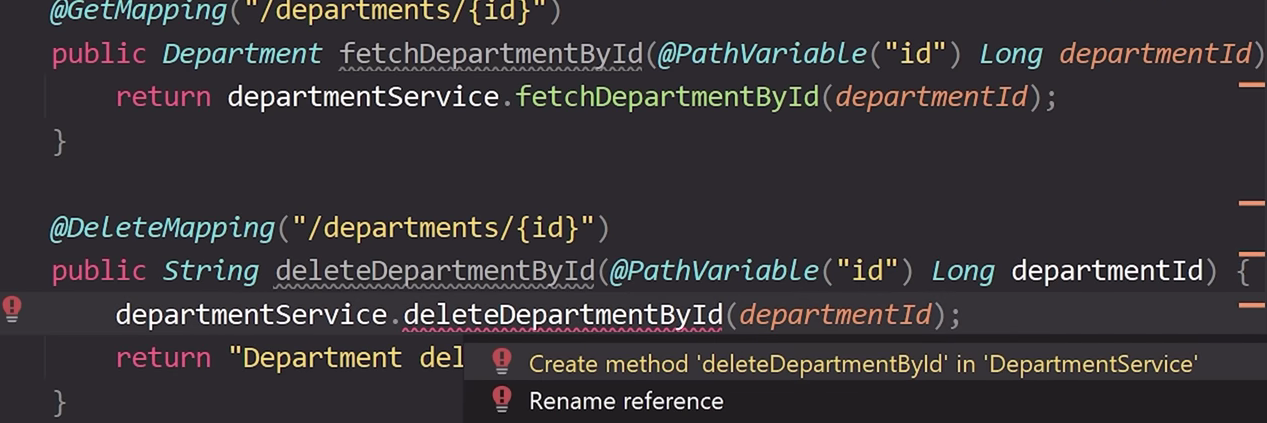 @GetMapping("/departments/{id}")
public Department fetchDepartmentById(@PathVariable("id") Long departmentId)
return departmentService.fetchDepartmentById(departmentId);
}
@DeleteMapping("/departments/{id}")
public String deleteDepartmentById(@PathVariable("id") Long departmentId) {
departmentService.deleteDepartmentById(departmentId);
return "Department del
Create method 'deleteDepartmentById' in 'DepartmentService'
Rename reference
}